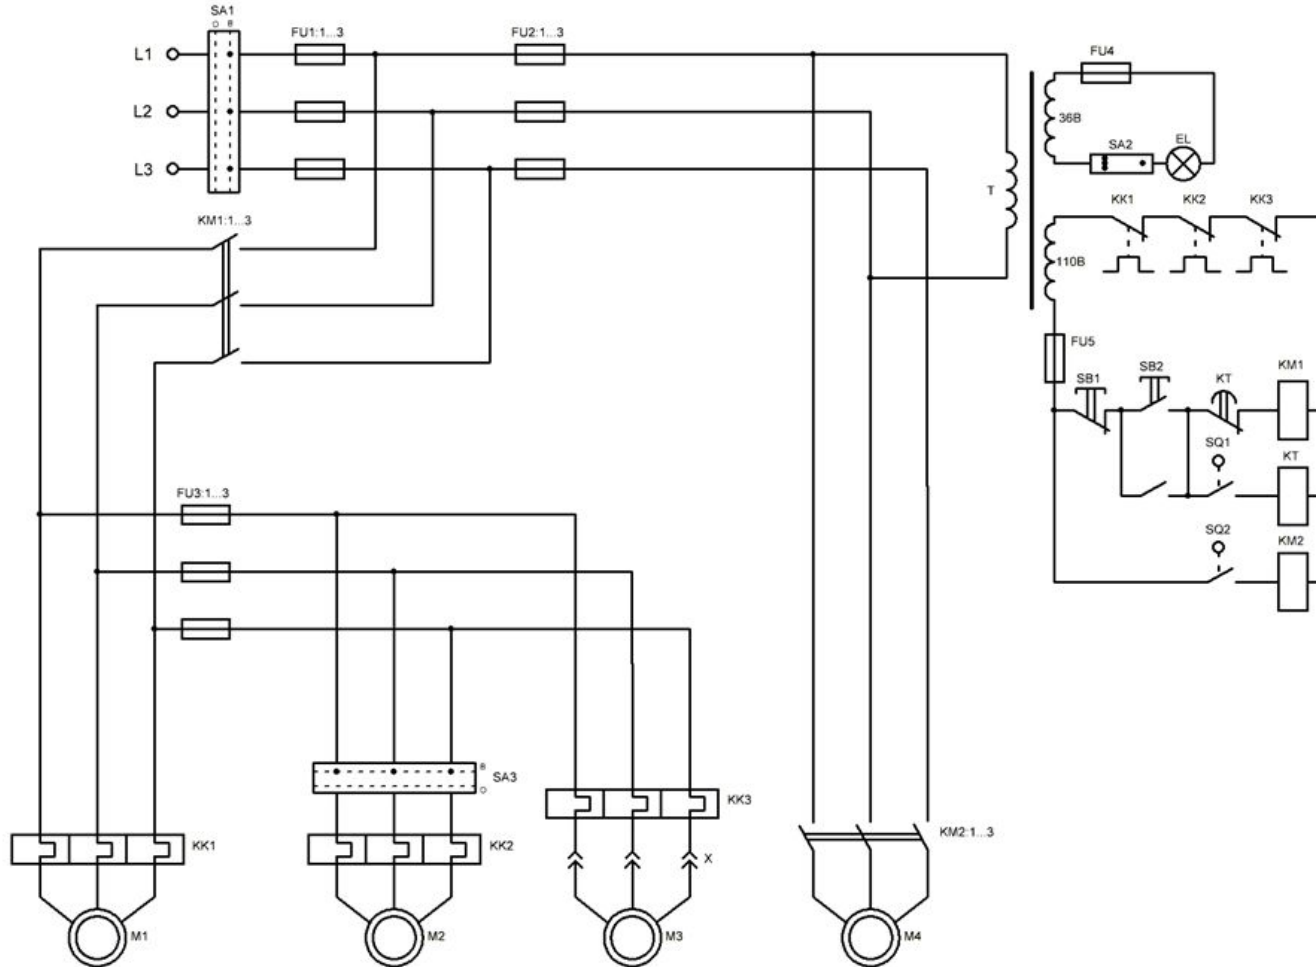 SA1
O B
FU1:1...3
FU2:1...3
L1
FU4
L2
36В
SA2
EL
L3
T
KK1
KK2
KK3
KM1:1...3
110В
FU5
SB1
SB2
KT
KM1
SQ1
KT
FU3:1...3
SQ2
KM2
В
SA3
O
KK3
KK1
KK2
X
KM2:1...3
M1
M2
M3
M4